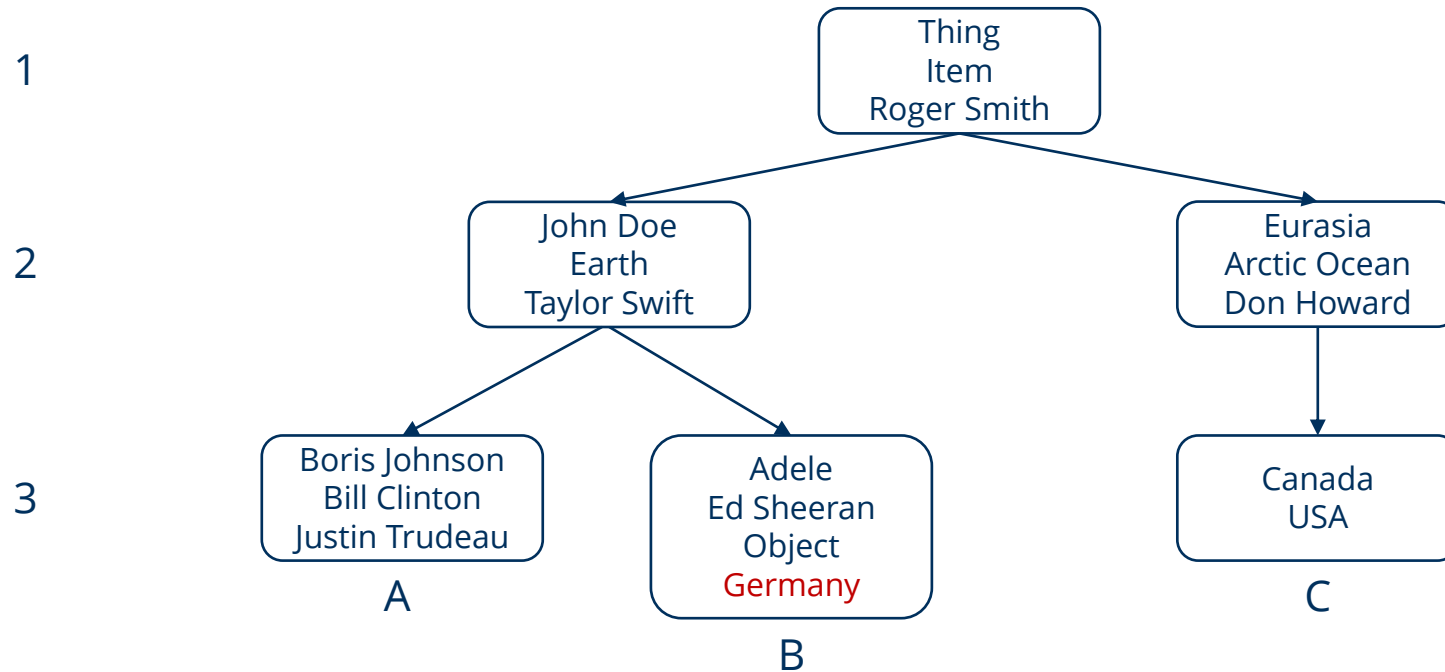 1
Thing
Item
Roger Smith
2
John Doe
Earth
Taylor Swift
Eurasia
Arctic Ocean
Don Howard
3
Boris Johnson
Bill Clinton
Justin Trudeau
Adele
Ed Sheeran
Object
Germany
Canada
USA
A
B
C